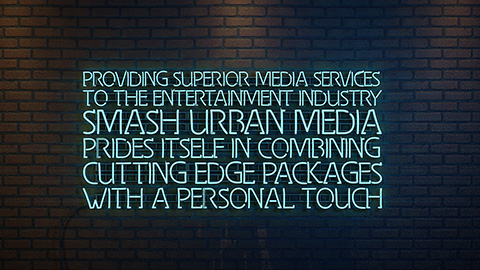 PROVIDING SUPERIOR MEDIA SERVICES
TO THE ENTERTAINMENT INDUSTRY
SMASH URBAN MEDIA
PRIDES ITSELF IN COMBINING
CUTTING EDGE PACKAGES
WITH A PERSONAL TOUCH